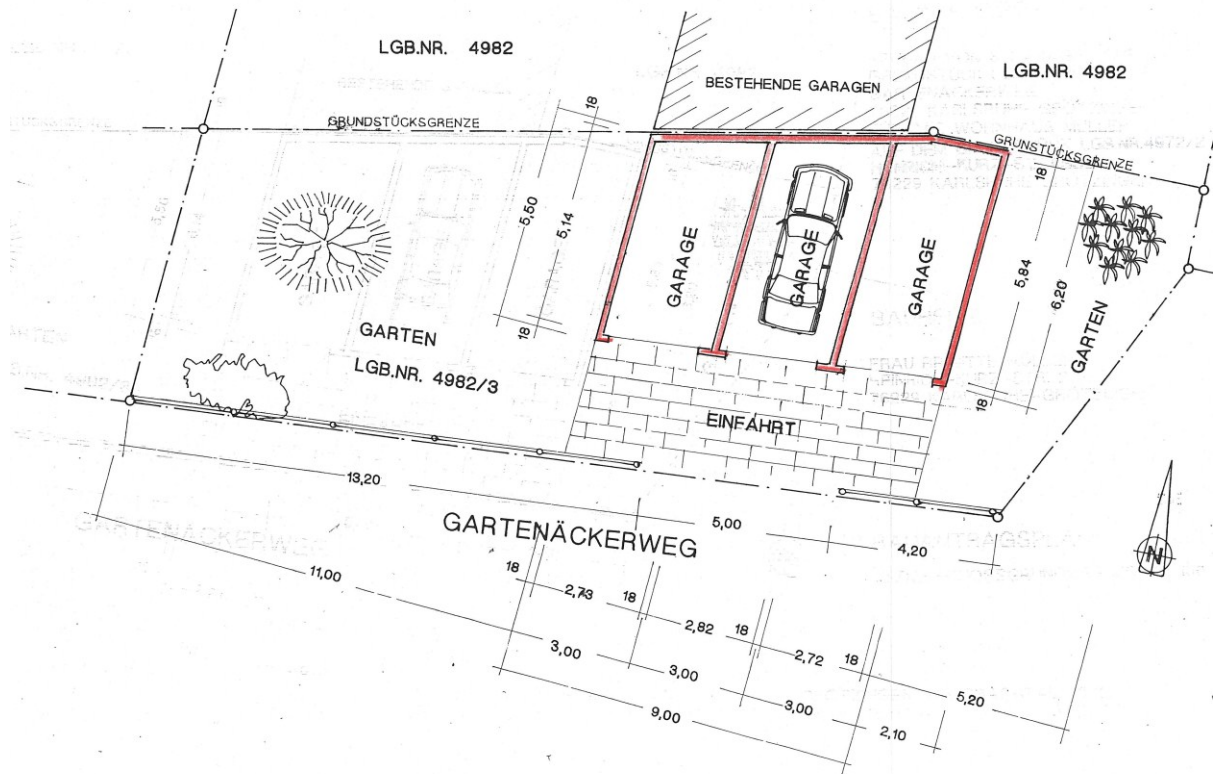 LGB.NR. 4982
BESTEHENDE GARAGEN
LGB.NR. 4982
GRUNDSTÜCKSGRENZE
GRUNSTÜCKSGRENZE
18
5,50
5,14
18
GARAGE
GARAGE
GARAGE
18
5,84
6,20
18
GARTEN
GARTEN
LGB.NR. 4982/3
EINFAHRT
13,20
5,00
4,20
GARTENÄCKERWEG
N
11,00
18
2,73
18
2,82
18
2,72
18
5,20
3,00
3,00
3,00
2,10
9,00